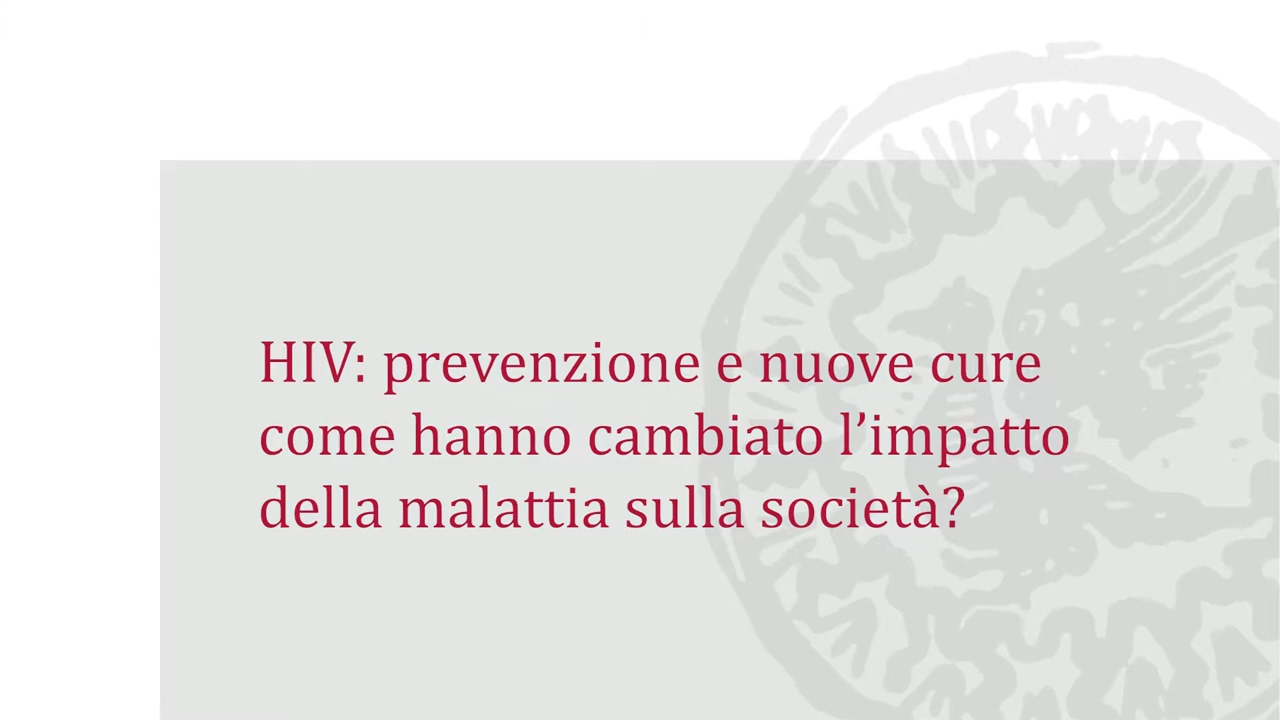 HIV: prevenzione e nuove cure
come hanno cambiato l’impatto
della malattia sulla società?